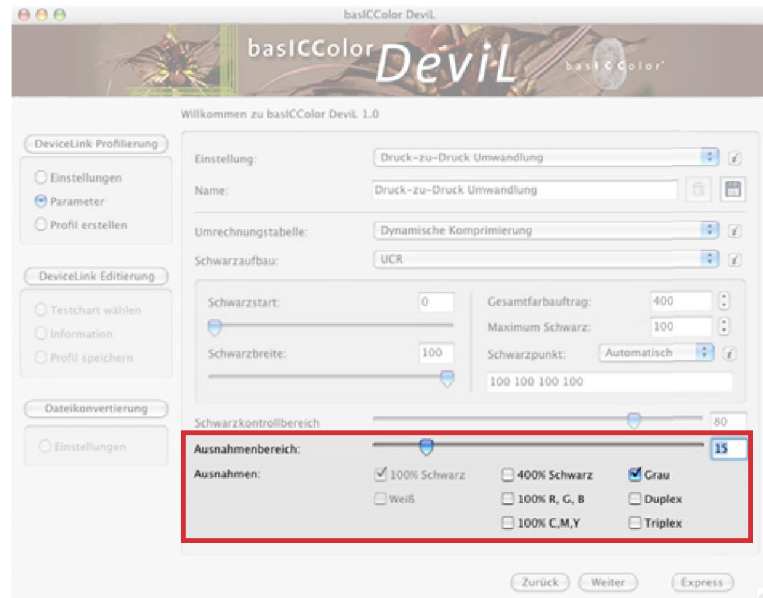 basICColor DeviL
basICColor DeviL
basICColor
Willkommen zu basICColor DeviL 1.0
DeviceLink Profilierung
Einstellungen
Parameter
Profil erstellen
DeviceLink Editierung
Testchart wählen
Information
Profil speichern
Dateikonvertierung
Einstellungen
Einstellung: Druck-zu-Druck Umwandlung
Name: Druck-zu-Druck Umwandlung
Umrechnungstabelle: Dynamische Komprimierung
Schwarzaufbau: UCR
Schwarzstart: 0 Gesamtfarbauftrag: 400
Maximum Schwarz: 100
Schwarzbreite: 100 Schwarzpunkt: Automatisch
100 100 100 100
Schwarzkontrollbereich 80
Ausnahmenbereich: 15
Ausnahmen: 100% Schwarz 400% Schwarz Grau
Weiß 100% R, G, B Duplex
100% C,M,Y Triplex
Zurück Weiter Express